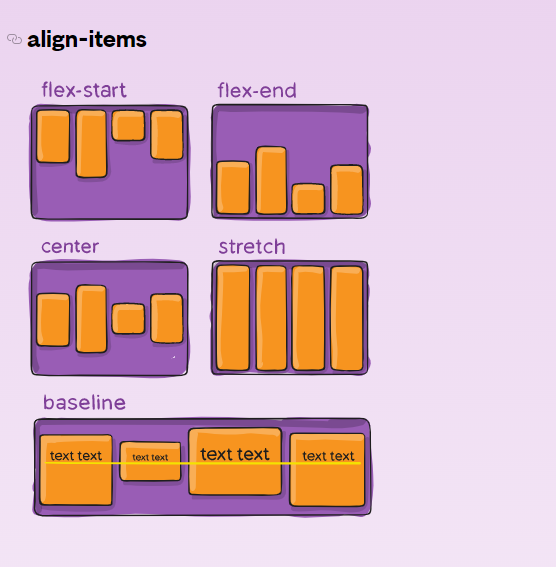 align-items
flex-start
flex-end
center
stretch
baseline
text text
text text
text text
text text